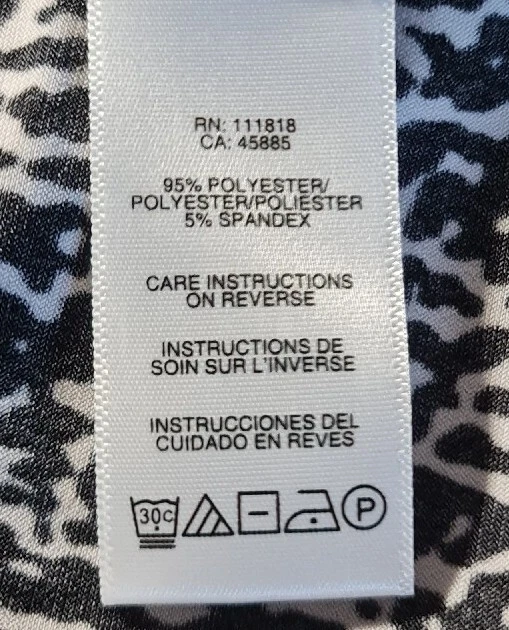 RN: 111818
CA: 45885
95% POLYESTER/
POLYESTER/POLIESTER
5% SPANDEX
CARE INSTRUCTIONS
ON REVERSE
INSTRUCTIONS DE
SOIN SUR L'INVERSE
INSTRUCCIONES DEL
CUIDADO EN REVES
30C P